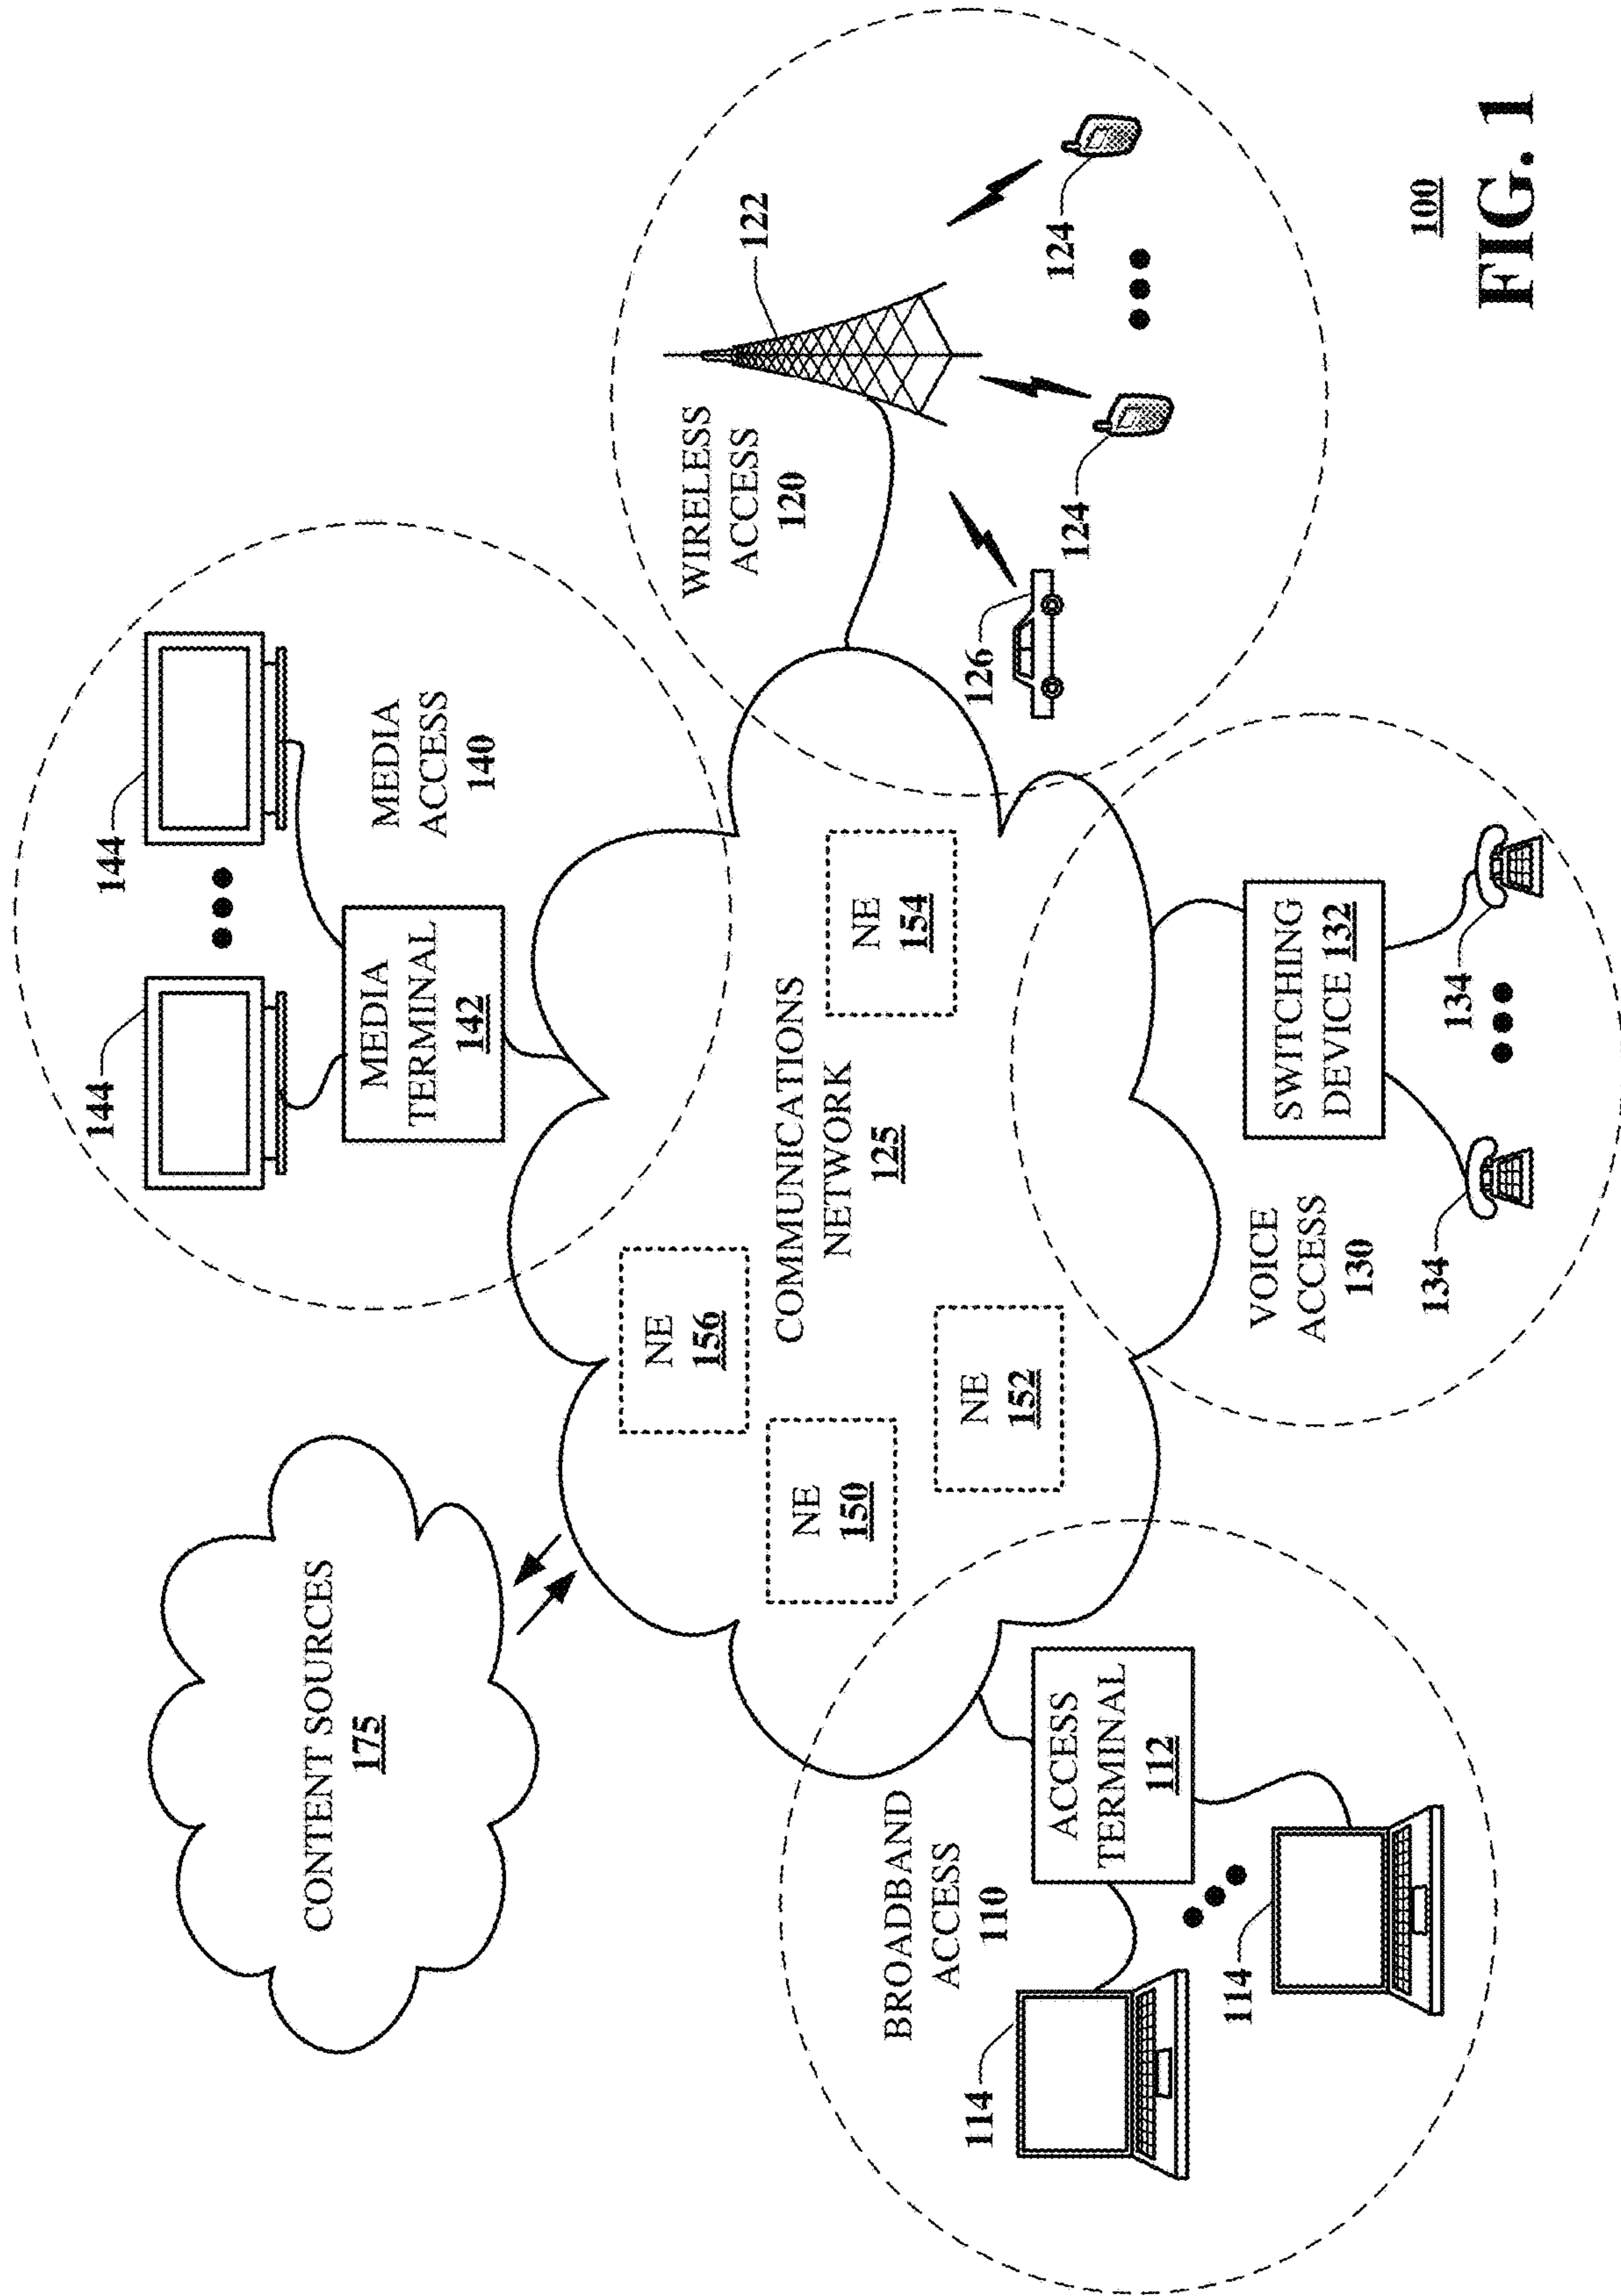 CONTENT SOURCES
175
144
144
MEDIA
TERMINAL
142
MEDIA
ACCESS
140
NE
156
NE
150
NE
152
COMMUNICATIONS
NETWORK
125
NE
154
WIRELESS
ACCESS
120
122
126
124
124
BROADBAND
ACCESS
110
ACCESS
TERMINAL
112
114
114
VOICE
ACCESS
130
SWITCHING
DEVICE 132
134
134
100
FIG. 1